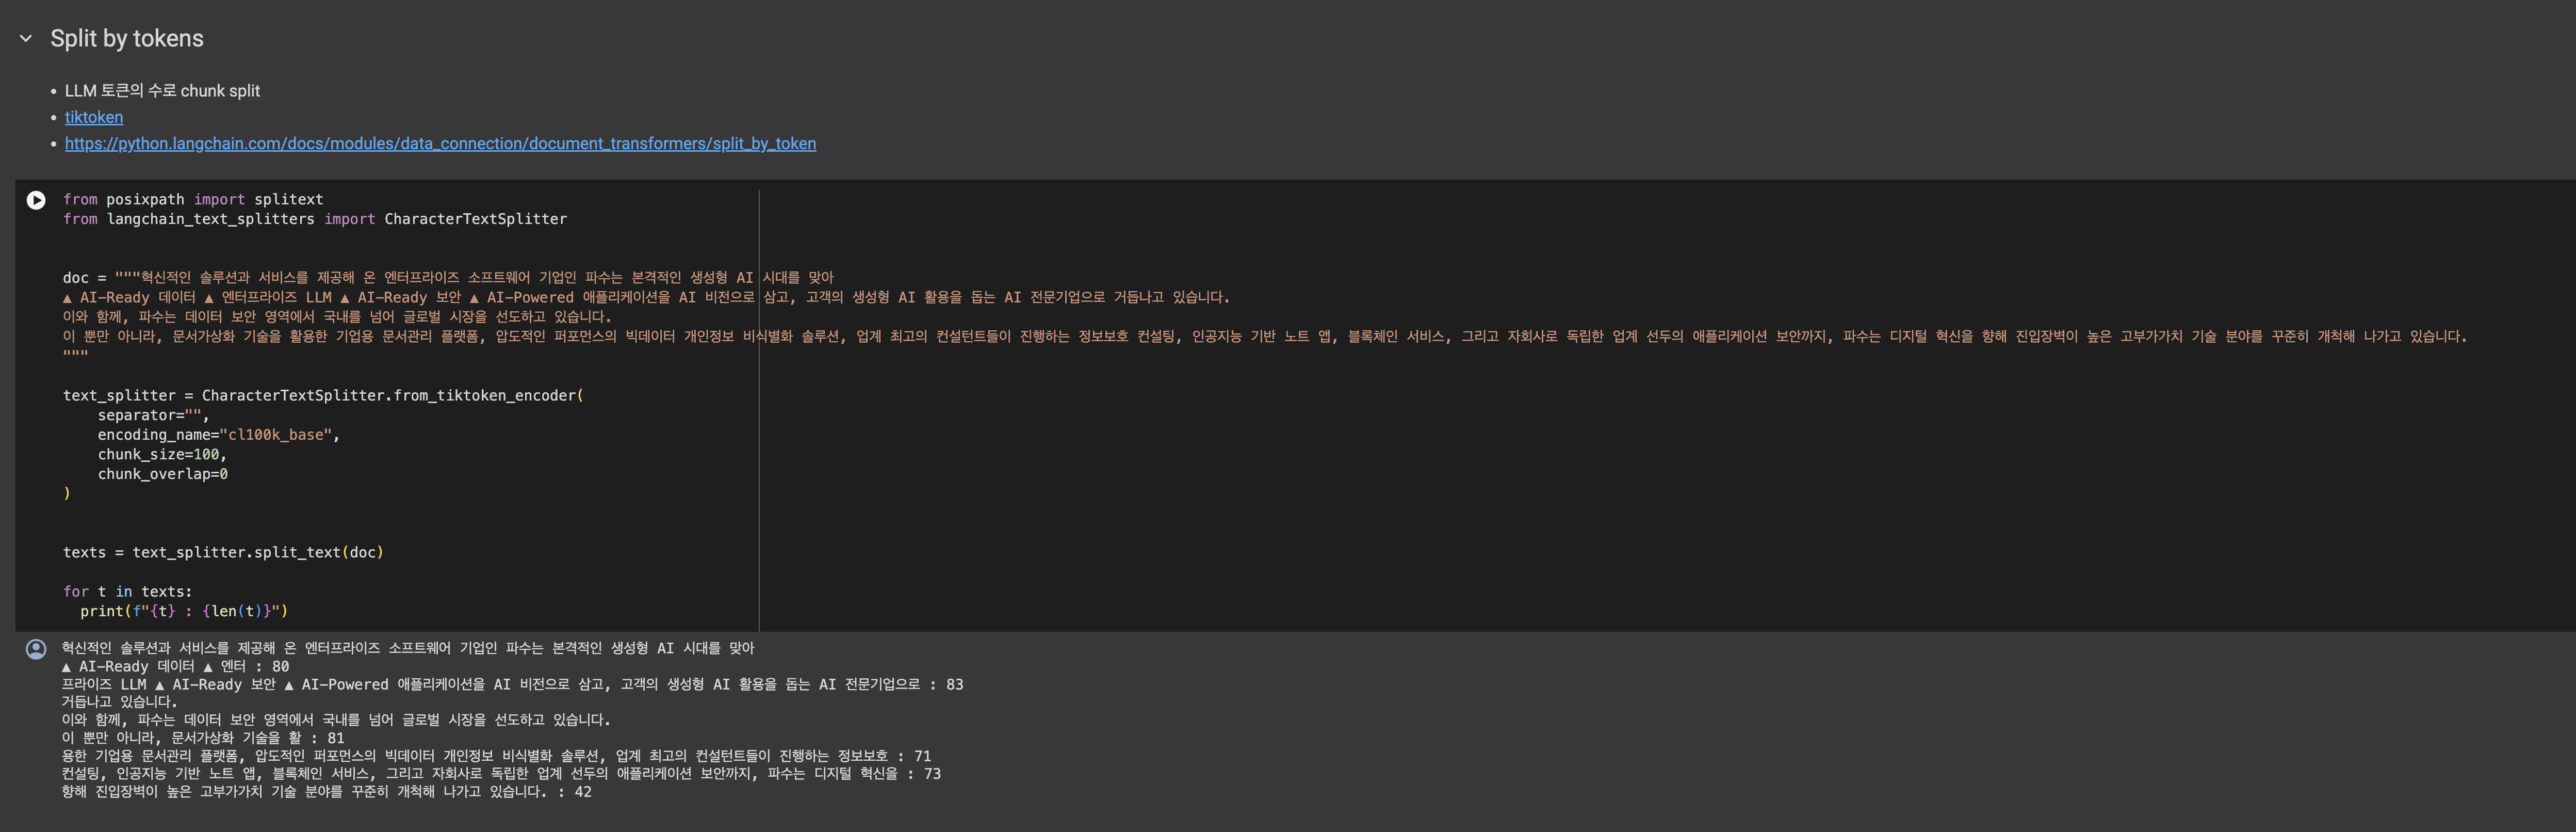 Split by tokens
LLM 토큰의 수로 chunk split
tiktoken
https://python.langchain.com/docs/modules/data_connection/document_transformers/split_by_token
from posixpath import splitext
from langchain_text_splitters import CharacterTextSplitter
doc = """혁신적인 솔루션과 서비스를 제공해 온 엔터프라이즈 소프트웨어 기업인 파수는 본격적인 생성형 AI 시대를 맞아
▲ AI-Ready 데이터 ▲ 엔터프라이즈 LLM ▲ AI-Ready 보안 ▲ AI-Powered 애플리케이션을 AI 비전으로 삼고, 고객의 생성형 AI 활용을 돕는 AI 전문기업으로 거듭나고 있습니다.
이와 함께, 파수는 데이터 보안 영역에서 국내를 넘어 글로벌 시장을 선도하고 있습니다.
이 뿐만 아니라, 문서가상화 기술을 활용한 기업용 문서관리 플랫폼, 압도적인 퍼포먼스의 빅데이터 개인정보 비식별화 솔루션, 업계 최고의 컨설턴트들이 진행하는 정보보호 컨설팅, 인공지능 기반 노트 앱, 블록체인 서비스, 그리고 자회사로 독립한 업계 선두의 애플리케이션 보안까지, 파수는 디지털 혁신을 향해 진입장벽이 높은 고부가가치 기술 분야를 꾸준히 개척해 나가고 있습니다.
"""
text_splitter = CharacterTextSplitter.from_tiktoken_encoder(
    separator="",
    encoding_name="cl100k_base",
    chunk_size=100,
    chunk_overlap=0
)
texts = text_splitter.split_text(doc)
for t in texts:
  print(f"{t} : {len(t)}")
혁신적인 솔루션과 서비스를 제공해 온 엔터프라이즈 소프트웨어 기업인 파수는 본격적인 생성형 AI 시대를 맞아
▲ AI-Ready 데이터 ▲ 엔터 : 80
프라이즈 LLM ▲ AI-Ready 보안 ▲ AI-Powered 애플리케이션을 AI 비전으로 삼고, 고객의 생성형 AI 활용을 돕는 AI 전문기업으로 : 83
거듭나고 있습니다.
이와 함께, 파수는 데이터 보안 영역에서 국내를 넘어 글로벌 시장을 선도하고 있습니다.
이 뿐만 아니라, 문서가상화 기술을 활 : 81
용한 기업용 문서관리 플랫폼, 압도적인 퍼포먼스의 빅데이터 개인정보 비식별화 솔루션, 업계 최고의 컨설턴트들이 진행하는 정보보호 : 71
컨설팅, 인공지능 기반 노트 앱, 블록체인 서비스, 그리고 자회사로 독립한 업계 선두의 애플리케이션 보안까지, 파수는 디지털 혁신을 : 73
향해 진입장벽이 높은 고부가가치 기술 분야를 꾸준히 개척해 나가고 있습니다. : 42